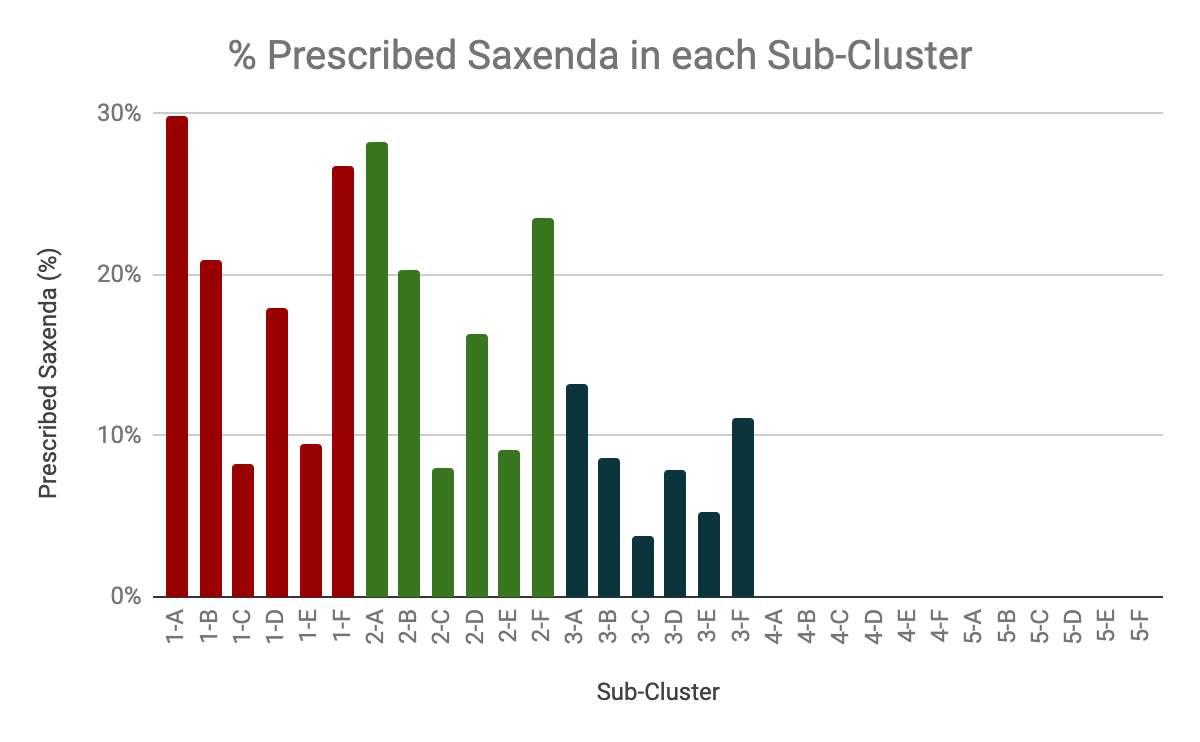 % Prescribed Saxenda in each Sub-Cluster
Prescribed Saxenda (%)
30%
20%
10%
0%
1-A 1-B 1-C 1-D 1-E 1-F 2-A 2-B 2-C 2-D 2-E 2-F 3-A 3-B 3-C 3-D 3-E 3-F 4-A 4-B 4-C 4-D 4-E 4-F 5-A 5-B 5-C 5-D 5-E 5-F
Sub-Cluster